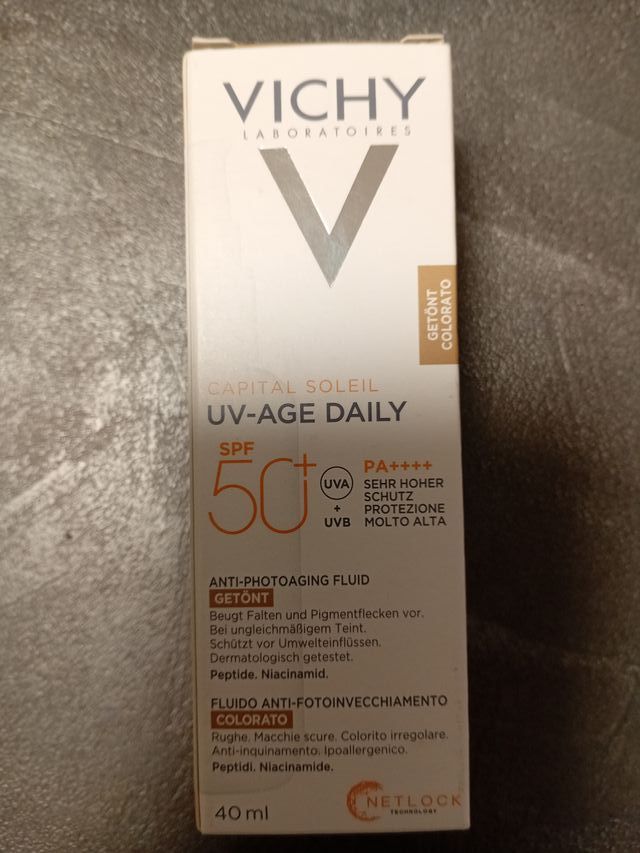 VICHY
LABORATOIRES
V
GETÖNT
COLORATO
CAPITAL SOLEIL
UV-AGE DAILY
SPF
50+
UVA
+
UVB
PA++++
SEHR HOHER
SCHUTZ
PROTEZIONE
MOLTO ALTA
ANTI-PHOTOAGING FLUID
GETÖNT
Beugt Falten und Pigmentflecken vor.
Bei ungleichmäßigem Teint.
Schützt vor Umwelteinflüssen.
Dermatologisch getestet.
Peptide. Niacinamid.
FLUIDO ANTI-FOTOINVECCHIAMENTO
COLORATO
Rughe. Macchie scure. Colorito irregolare.
Anti-inquinamento. Ipoallergenico.
Peptidi. Niacinamide.
40 ml
NETLOCK
TECHNOLOGY